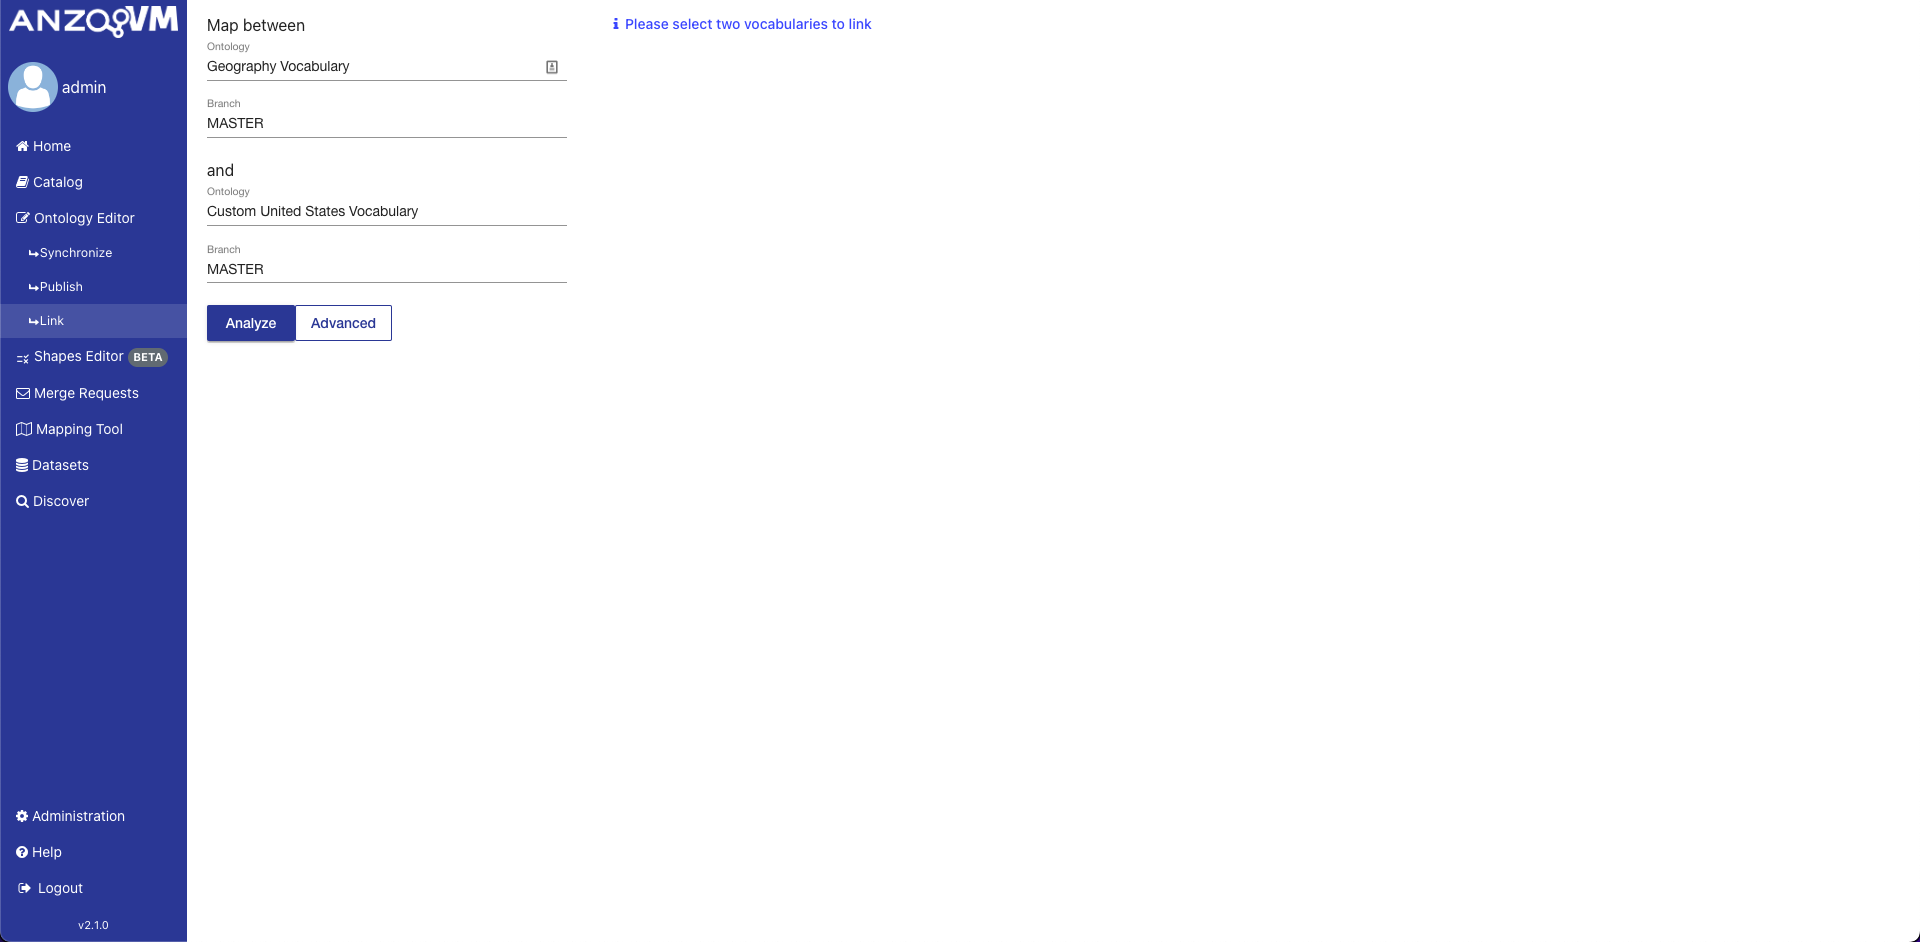 ANZO VM
admin
Home
Catalog
Ontology Editor
Synchronize
Publish
Link
Shapes Editor BETA
Merge Requests
Mapping Tool
Datasets
Discover
Administration
Help
Logout
v2.1.0
Map between
Ontology
Geography Vocabulary
Branch
MASTER
and
Ontology
Custom United States Vocabulary
Branch
MASTER
Analyze Advanced
Please select two vocabularies to link